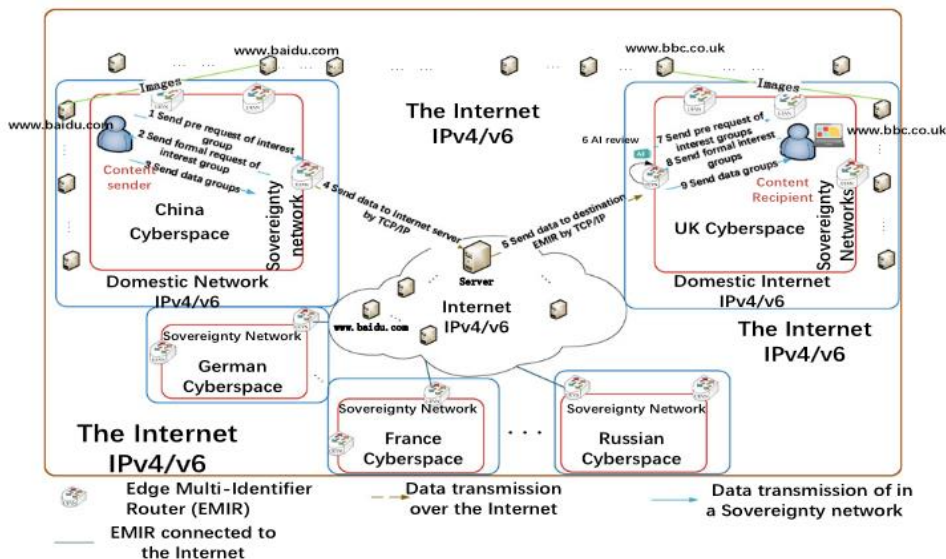 www.baidu.com
www.bbc.co.uk
Images
Images
www.baidu.com
www.bbc.co.uk
The Internet
IPv4/v6
1 Send pre request of interest
group
2 Send formal request of
interest group
3 Send data groups
Content
sender
China
Cyberspace
Sovereignty
network
Domestic Network
IPv4/v6
4 Send data to internet server
by TCP/IP
5 Send data to destination
EMIR by TCP/IP
6 AI review
7 Send pre request of
interest groups
8 Send formal interest
groups
9 Send data groups
Content
Recipient
UK Cyberspace
Sovereignty
Networks
Domestic Internet
IPv4/v6
Server
Internet
IPv4/v6
www.baidu.com
The Internet
IPv4/v6
Sovereignty Network
German
Cyberspace
Sovereignty Network
France
Cyberspace
Sovereignty Network
Russian
Cyberspace
The Internet
IPv4/v6
Edge Multi-Identifier
Router (EMIR)
Data transmission
over the Internet
Data transmission of in
a Sovereignty network
EMIR connected to
the Internet